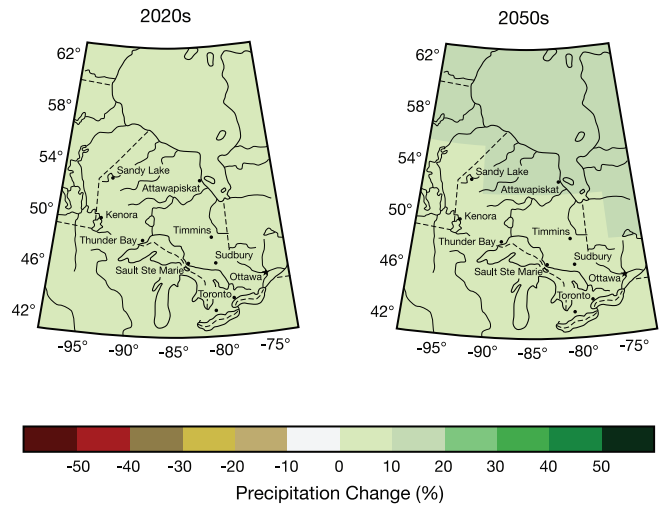 2020s
2050s
62°
58°
54°
50°
46°
42°
Sandy Lake
Attawapiskat
Kenora
Timmins
Thunder Bay
Sudbury
Sault Ste Marie
Ottawa
Toronto
-95° -90° -85° -80° -75°
62°
58°
54°
50°
46°
42°
Sandy Lake
Attawapiskat
Kenora
Timmins
Thunder Bay
Sudbury
Sault Ste Marie
Ottawa
Toronto
-95° -90° -85° -80° -75°
-50 -40 -30 -20 -10 0 10 20 30 40 50
Precipitation Change (%)